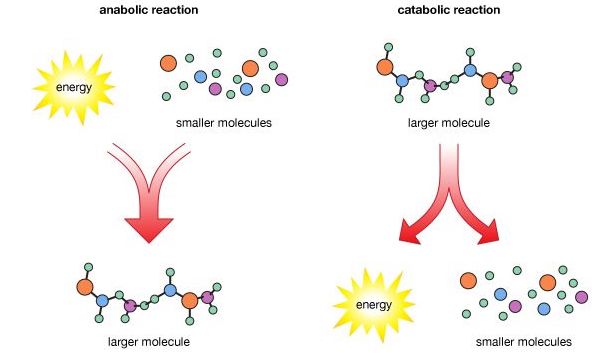 anabolic reaction
catabolic reaction
energy
smaller molecules
larger molecule
larger molecule
energy
smaller molecules